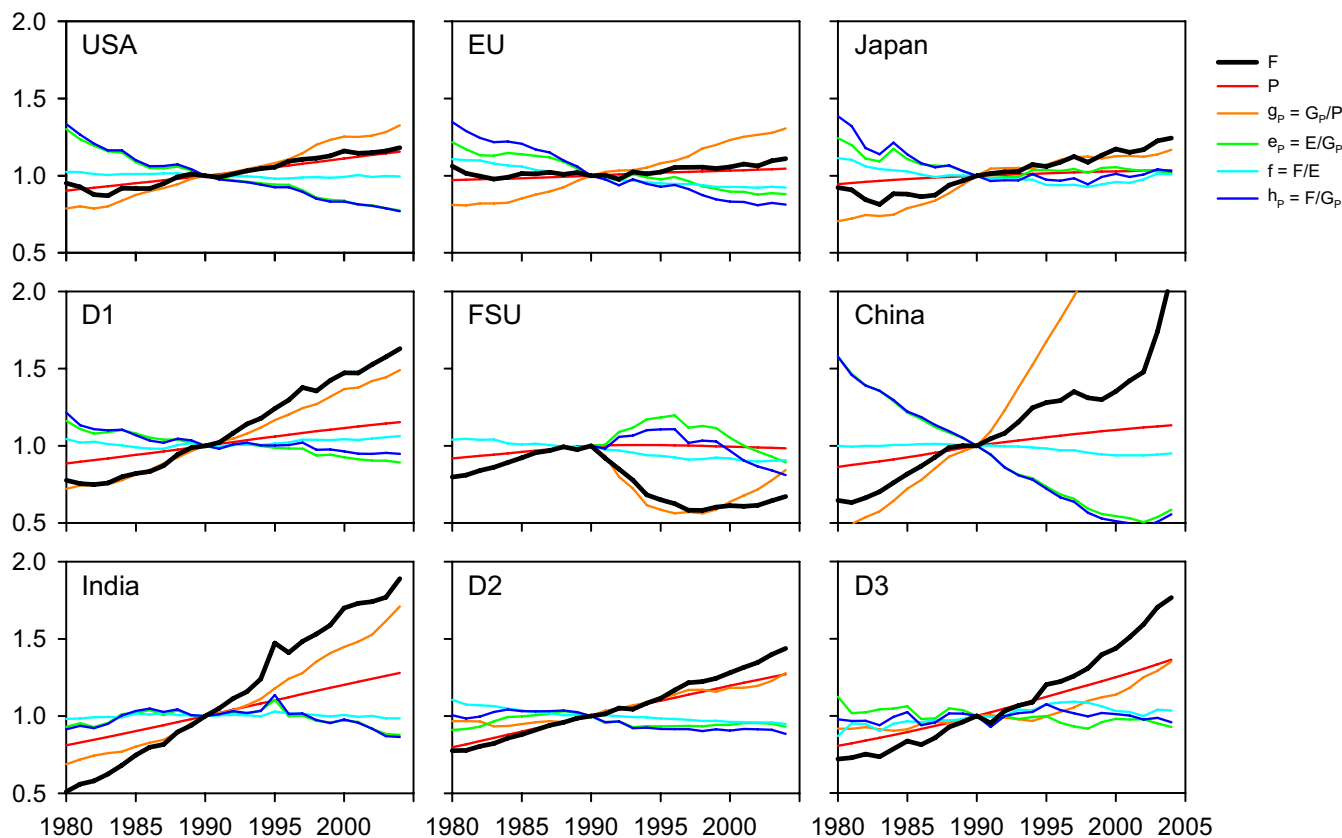 2.0
1.5
1.0
0.5
USA
EU
Japan
F
P
g_P = G_P/P
e_P = E/G_P
f = F/E
h_P = F/G_P
2.0
1.5
1.0
0.5
D1
FSU
China
2.0
1.5
1.0
0.5
India
D2
D3
1980 1985 1990 1995 2000
1980 1985 1990 1995 2000
1980 1985 1990 1995 2000 2005